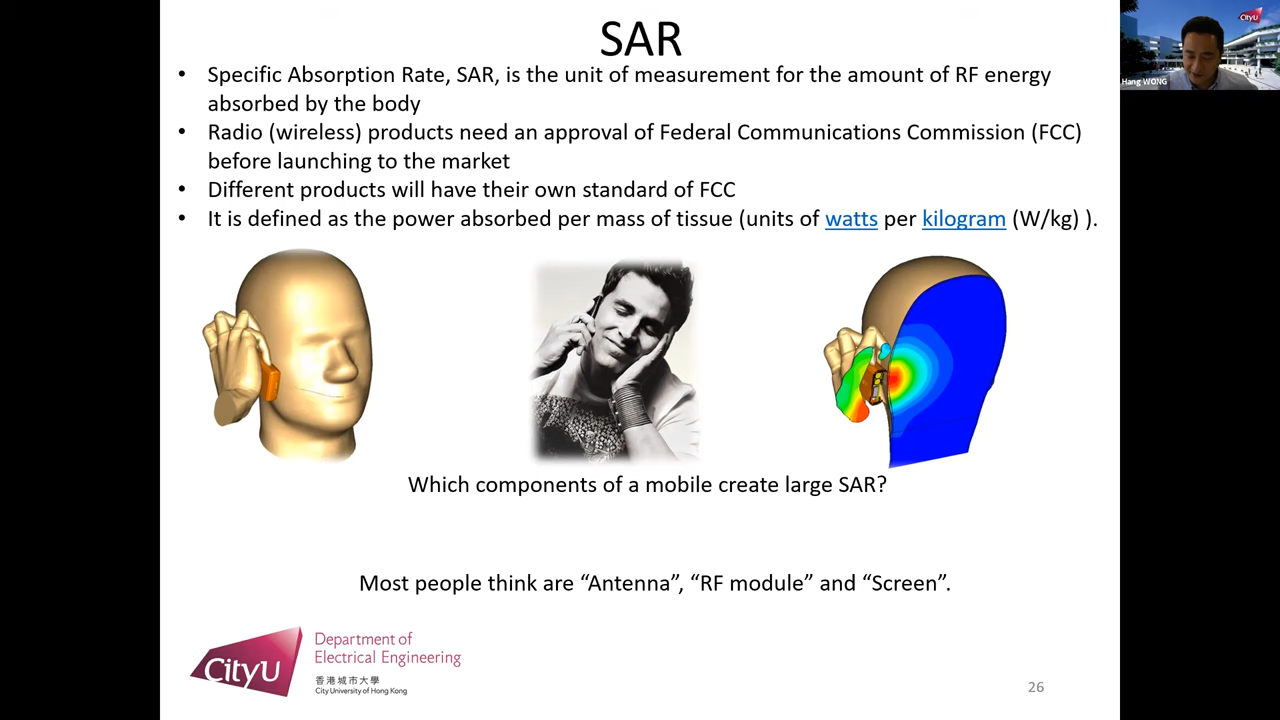 SAR
• Specific Absorption Rate, SAR, is the unit of measurement for the amount of RF energy
absorbed by the body
• Radio (wireless) products need an approval of Federal Communications Commission (FCC)
before launching to the market
• Different products will have their own standard of FCC
• It is defined as the power absorbed per mass of tissue (units of watts per kilogram (W/kg) ).
Which components of a mobile create large SAR?
Most people think are “Antenna”, “RF module” and “Screen”.
CityU
Department of
Electrical Engineering
香港城市大學
City University of Hong Kong
26
CityU
Hang WONG